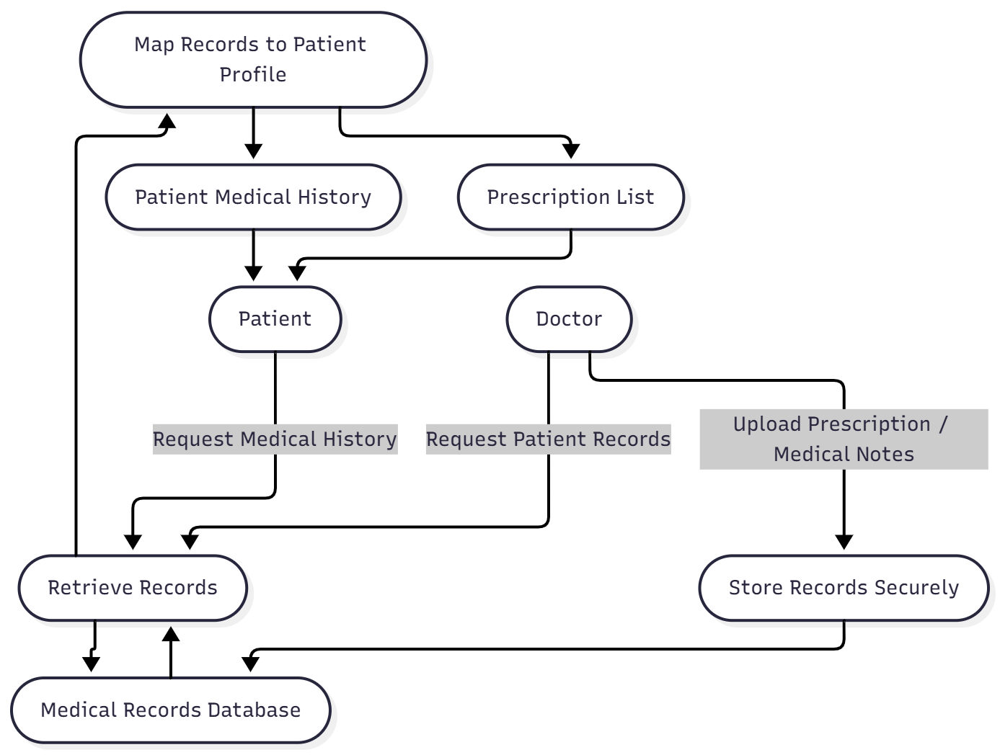 Map Records to Patient
Profile
Patient Medical History
Prescription List
Patient
Doctor
Request Medical History
Request Patient Records
Upload Prescription /
Medical Notes
Retrieve Records
Store Records Securely
Medical Records Database